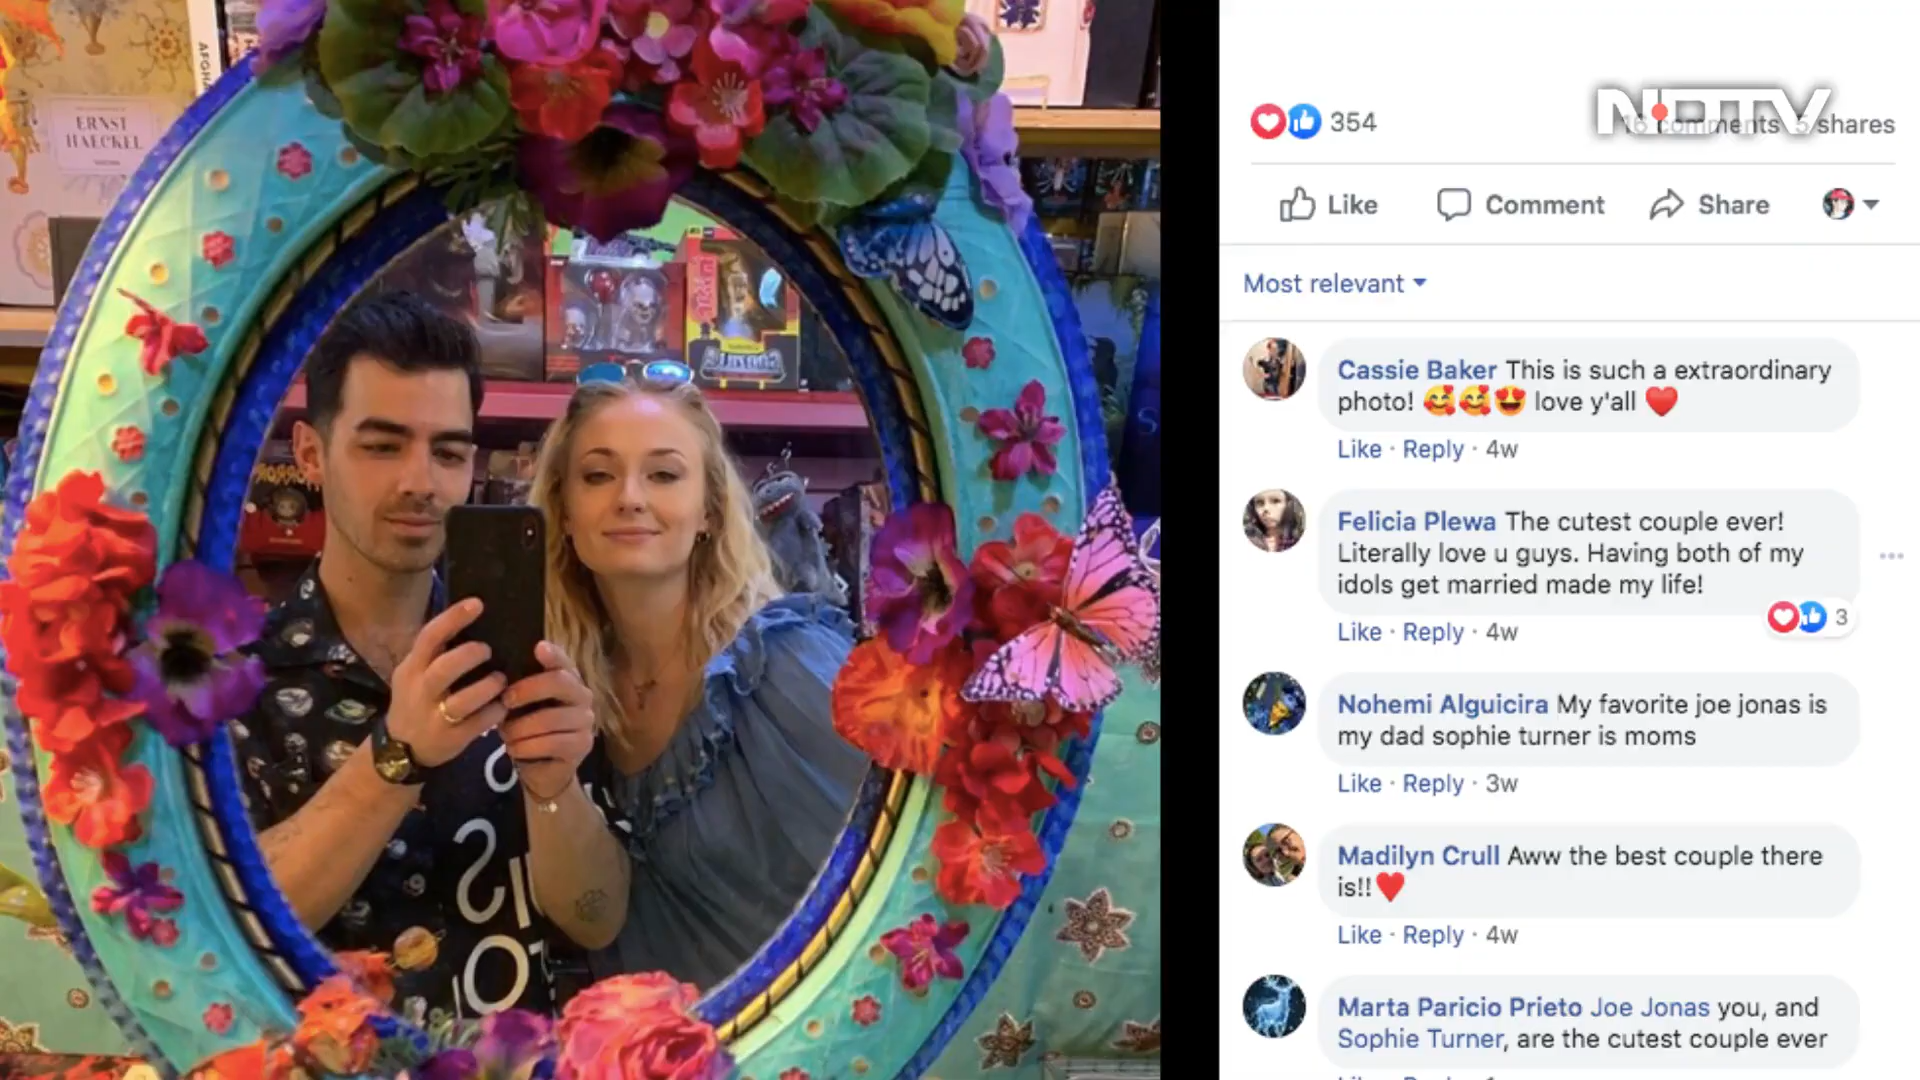 AFGHA
ERNST
HAECKEL
NDTV
354
16 comments 5 shares
Like
Comment
Share
Most relevant
Cassie Baker This is such a extraordinary
photo! 🥰🥰😍 love y'all ❤️
Like · Reply · 4w
Felicia Plewa The cutest couple ever!
Literally love u guys. Having both of my
idols get married made my life!
3
Like · Reply · 4w
Nohemi Alguicira My favorite joe jonas is
my dad sophie turner is moms
Like · Reply · 3w
Madilyn Crull Aww the best couple there
is!!❤️
Like · Reply · 4w
Marta Paricio Prieto Joe Jonas you, and
Sophie Turner, are the cutest couple ever